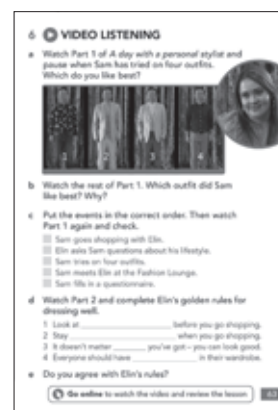 6 VIDEO LISTENING
a Watch Part 1 of A day with a personal stylist and
pause when Sam has tried on four outfits.
Which do you like best?
1 2 3 4
b Watch the rest of Part 1. Which outfit did Sam
like best? Why?
c Put the events in the correct order. Then watch
Part 1 again and check.
Sam goes shopping with Elin.
Elin asks Sam questions about his lifestyle.
Sam tries on four outfits.
Sam meets Elin at the Fashion Lounge.
Sam fills in a questionnaire.
d Watch Part 2 and complete Elin's golden rules for
dressing well.
1 Look at ____________ before you go shopping.
2 Stay ____________ when you go shopping.
3 It doesn't matter ________ you've got – you can look good.
4 Everyone should have ____________ in their wardrobe.
e Do you agree with Elin's rules?
Go online to watch the video and review the lesson